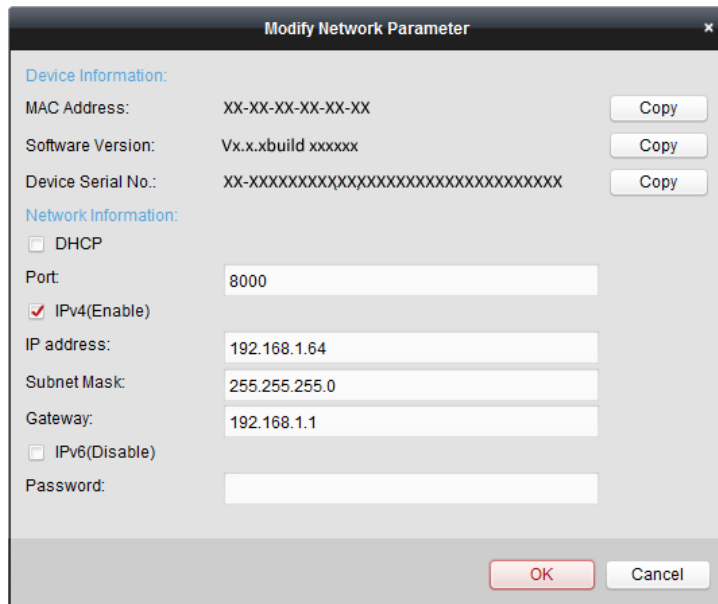 Modify Network Parameter ×
Device Information:
MAC Address: XX-XX-XX-XX-XX-XX Copy
Software Version: Vx.x.xbuild xxxxxx Copy
Device Serial No.: XX-XXXXXXXXXXXXXXXXXXXXXXXXXXXXXXX Copy
Network Information:
DHCP
Port: 8000
IPv4(Enable)
IP address: 192.168.1.64
Subnet Mask: 255.255.255.0
Gateway: 192.168.1.1
IPv6(Disable)
Password:
OK Cancel